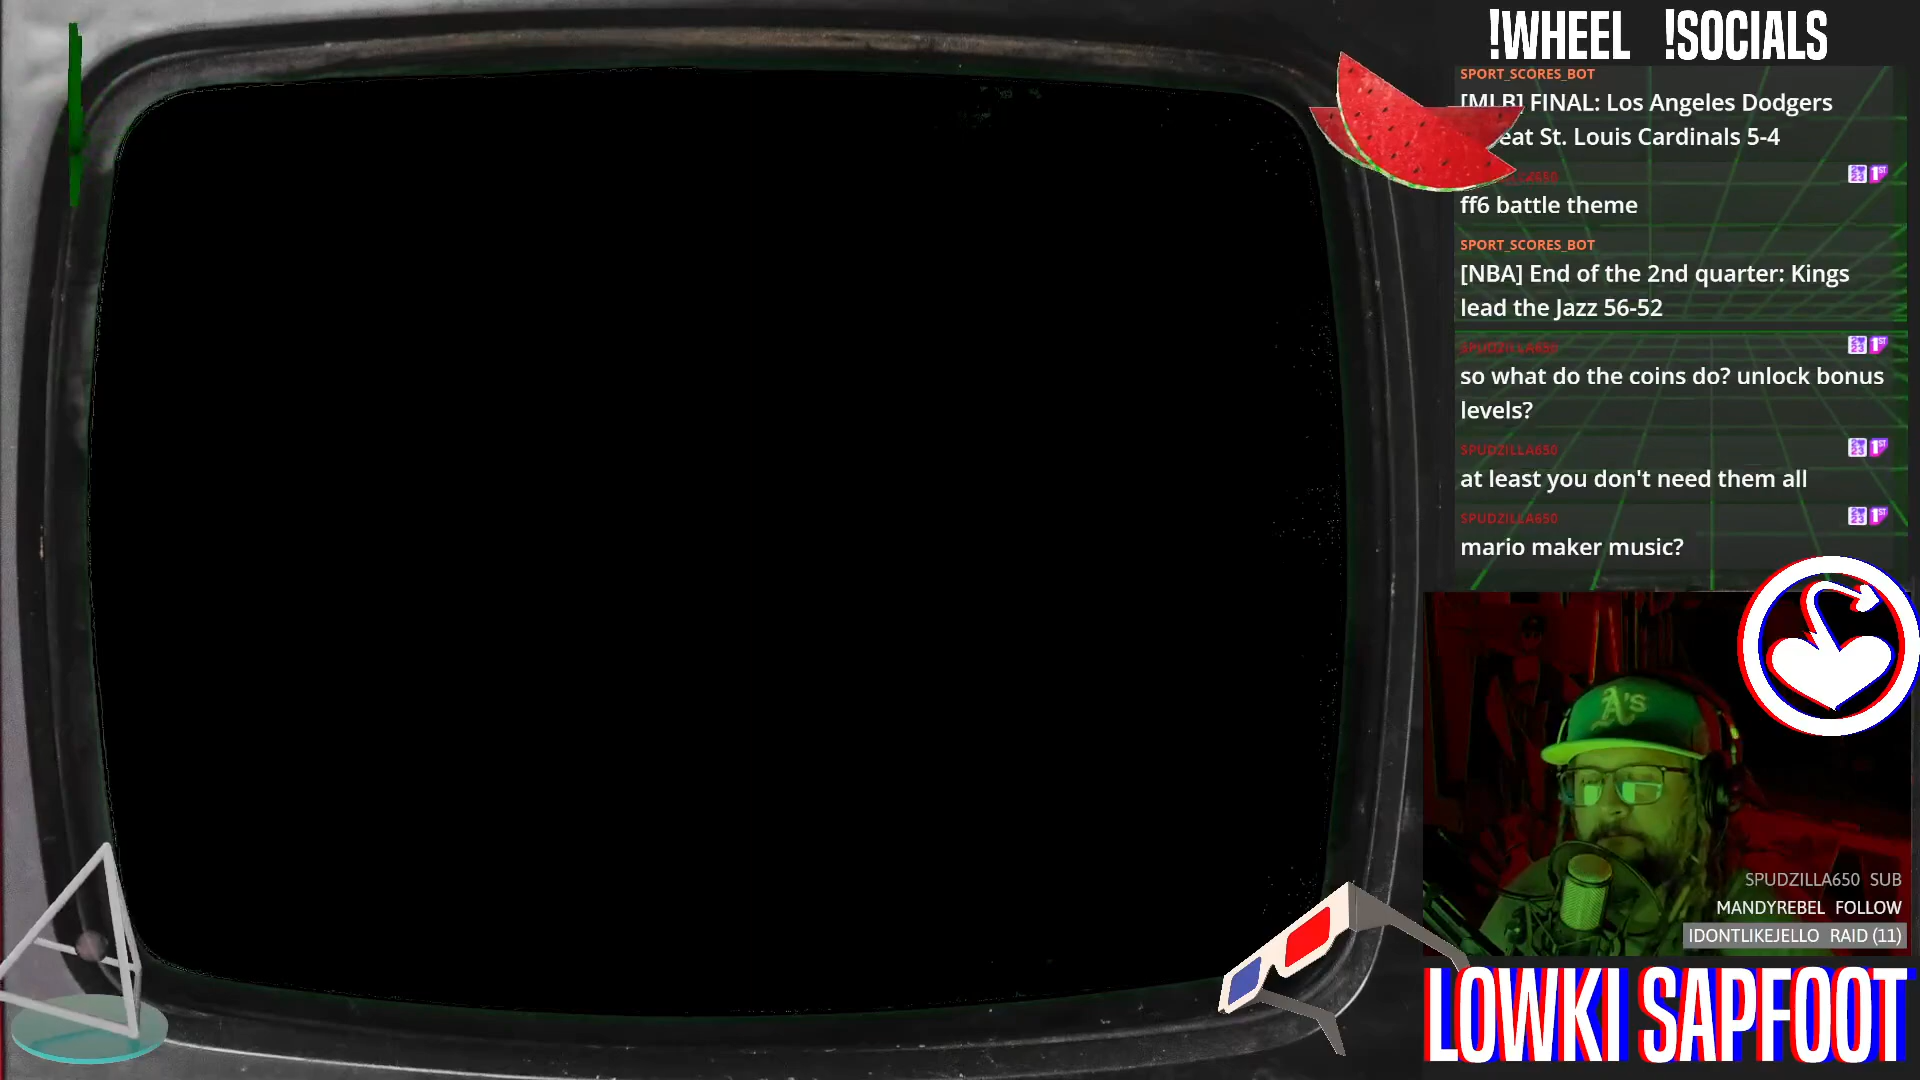 !WHEEL !SOCIALS
SPORT_SCORES_BOT
[MLB] FINAL: Los Angeles Dodgers
eat St. Louis Cardinals 5-4
ff6 battle theme
SPORT_SCORES_BOT
[NBA] End of the 2nd quarter: Kings
lead the Jazz 56-52
SPUDZILLA650
so what do the coins do? unlock bonus
levels?
SPUDZILLA650
at least you don't need them all
SPUDZILLA650
mario maker music?
A's
SPUDZILLA650 SUB
MANDYREBEL FOLLOW
IDONTLIKEJELLO RAID (11)
LOWKI SAPFOOT